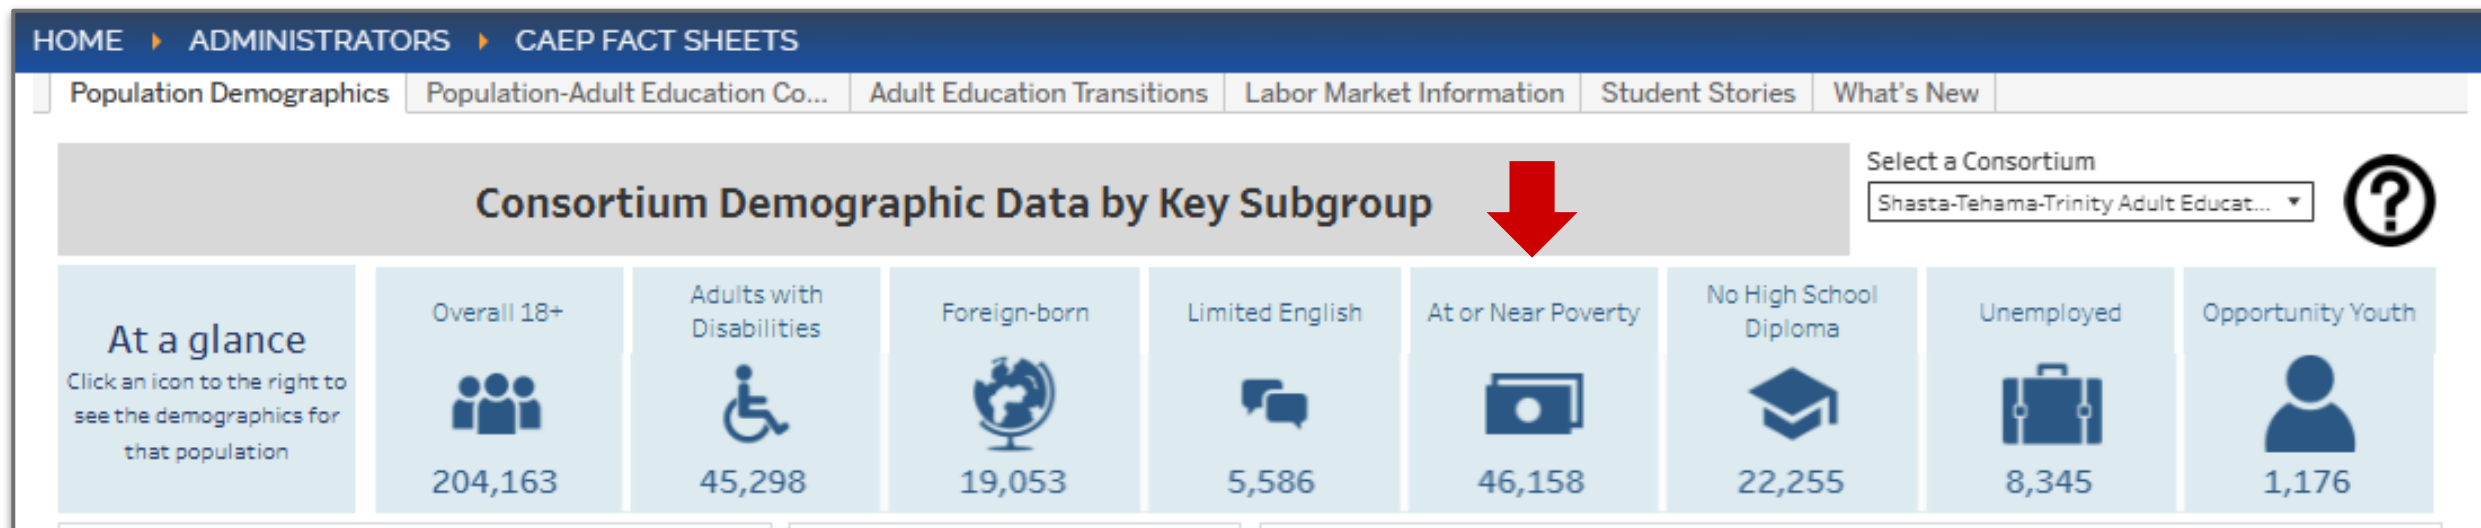 HOME ADMINISTRATORS CAEP FACT SHEETS
Population Demographics Population-Adult Education Co... Adult Education Transitions Labor Market Information Student Stories What's New
Consortium Demographic Data by Key Subgroup
Select a Consortium
Shasta-Tehama-Trinity Adult Educat...
?
At a glance
Click an icon to the right to
see the demographics for
that population
Overall 18+
204,163
Adults with
Disabilities
45,298
Foreign-born
19,053
Limited English
5,586
At or Near Poverty
46,158
No High School
Diploma
22,255
Unemployed
8,345
Opportunity Youth
1,176